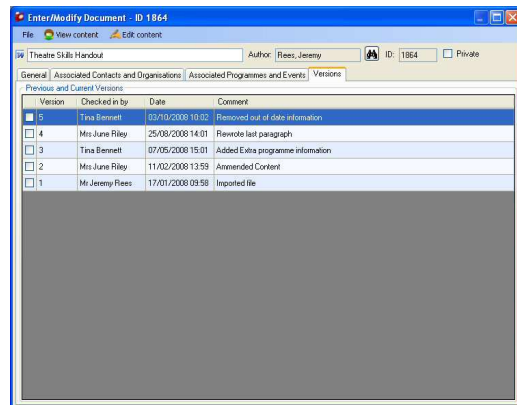 Enter/Modify Document - ID 1864
File View content Edit content
Theatre Skills Handout Author: Rees, Jeremy ID: 1864 Private
General Associated Contacts and Organisations Associated Programmes and Events Versions
Previous and Current Versions
Version Checked in by Date Comment
5 Tina Bennett 03/10/2008 10:02 Removed out of date information
4 Mrs June Riley 25/08/2008 14:01 Rewrote last paragraph
3 Tina Bennett 07/05/2008 15:01 Added Extra programme information
2 Mrs June Riley 11/02/2008 13:59 Ammended Content
1 Mr Jeremy Rees 17/01/2008 09:58 Imported file